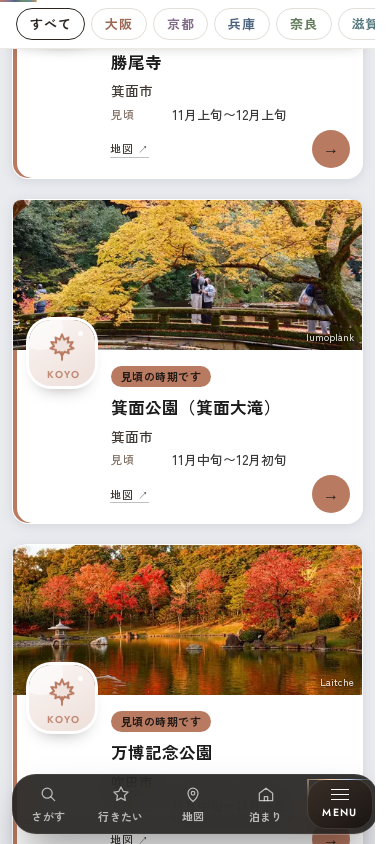 すべて
大阪
京都
兵庫
奈良
滋賀
勝尾寺
箕面市
見頃 11月上旬〜12月上旬
地図 ↗
→
lumoplank
KOYO
見頃の時期です
箕面公園（箕面大滝）
箕面市
見頃 11月中旬〜12月初旬
地図 ↗
→
Laitche
KOYO
見頃の時期です
万博記念公園
吹田市
さがす
行きたい
地図
泊まり
MENU
地図 ↗
→